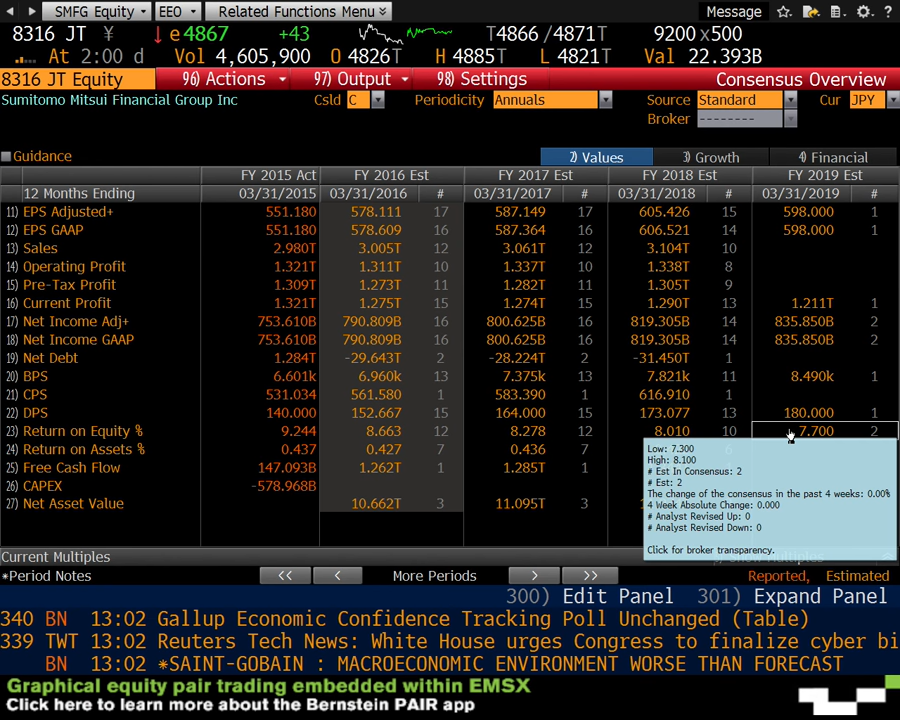 SMFG Equity EEO Related Functions Menu Message
8316 JT ¥ ↓ e 4867 +43 T4866 /4871T 9200 x500
At 2:00 d Vol 4,605,900 O 4826T H 4885T L 4821T Val 22.393B
8316 JT Equity 96) Actions 97) Output 98) Settings Consensus Overview
Sumitomo Mitsui Financial Group Inc Csld C Periodicity Annuals Source Standard Cur JPY
Broker --------
Guidance 2) Values 3) Growth 4) Financial
FY 2015 Act FY 2016 Est FY 2017 Est FY 2018 Est FY 2019 Est
12 Months Ending 03/31/2015 03/31/2016 # 03/31/2017 # 03/31/2018 # 03/31/2019 #
11) EPS Adjusted+ 551.180 578.111 17 587.149 17 605.426 15 598.000 1
12) EPS GAAP 551.180 578.609 16 587.364 16 606.521 14 598.000 1
13) Sales 2.980T 3.005T 12 3.061T 12 3.104T 10
14) Operating Profit 1.321T 1.311T 10 1.337T 10 1.338T 8
15) Pre-Tax Profit 1.309T 1.273T 11 1.282T 11 1.305T 9
16) Current Profit 1.321T 1.275T 15 1.274T 15 1.290T 13 1.211T 1
17) Net Income Adj+ 753.610B 790.809B 16 800.625B 16 819.305B 14 835.850B 2
18) Net Income GAAP 753.610B 790.809B 16 800.625B 16 819.305B 14 835.850B 2
19) Net Debt 1.284T -29.643T 2 -28.224T 2 -31.450T 1
20) BPS 6.601k 6.960k 13 7.375k 13 7.821k 11 8.490k 1
21) CPS 531.034 561.580 1 583.390 1 616.910 1
22) DPS 140.000 152.667 15 164.000 15 173.077 13 180.000 1
23) Return on Equity % 9.244 8.663 12 8.278 12 8.010 10 7.700 2
24) Return on Assets % 0.437 0.427 7 0.436 7
25) Free Cash Flow 147.093B 1.262T 1 1.285T 1
26) CAPEX -578.968B
27) Net Asset Value 10.662T 3 11.095T 3
Low: 7.300
High: 8.100
# Est In Consensus: 2
# Est: 2
The change of the consensus in the past 4 weeks: 0.00%
4 Week Absolute Change: 0.000
# Analyst Revised Up: 0
# Analyst Revised Down: 0
Click for broker transparency.
Current Multiples
*Period Notes << < More Periods > >> Reported, Estimated
300) Edit Panel 301) Expand Panel
340 BN 13:02 Gallup Economic Confidence Tracking Poll Unchanged (Table)
339 TWT 13:02 Reuters Tech News: White House urges Congress to finalize cyber bi
BN 13:02 *SAINT-GOBAIN : MACROECONOMIC ENVIRONMENT WORSE THAN FORECAST
Graphical equity pair trading embedded within EMSX
Click here to learn more about the Bernstein PAIR app